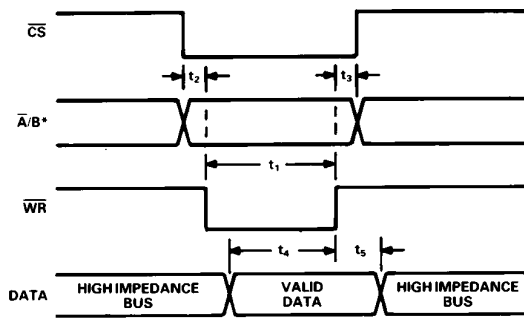 CS
t2
t3
A/B*
t1
WR
t4
t5
DATA
HIGH IMPEDANCE BUS
VALID DATA
HIGH IMPEDANCE BUS